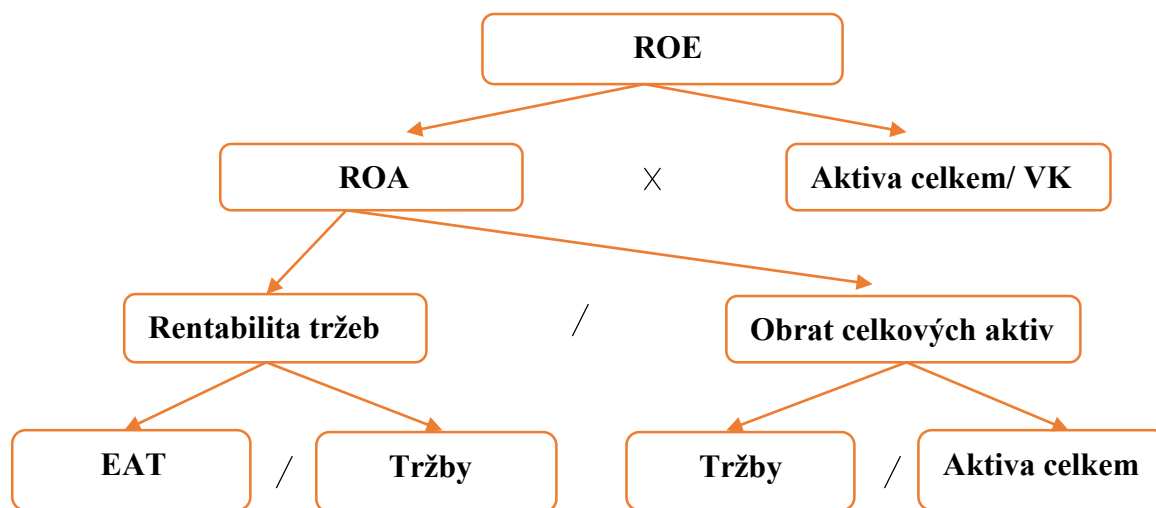 ROE
ROA
X
Aktiva celkem/ VK
Rentabilita tržeb
/
Obrat celkových aktiv
EAT
/
Tržby
Tržby
/
Aktiva celkem